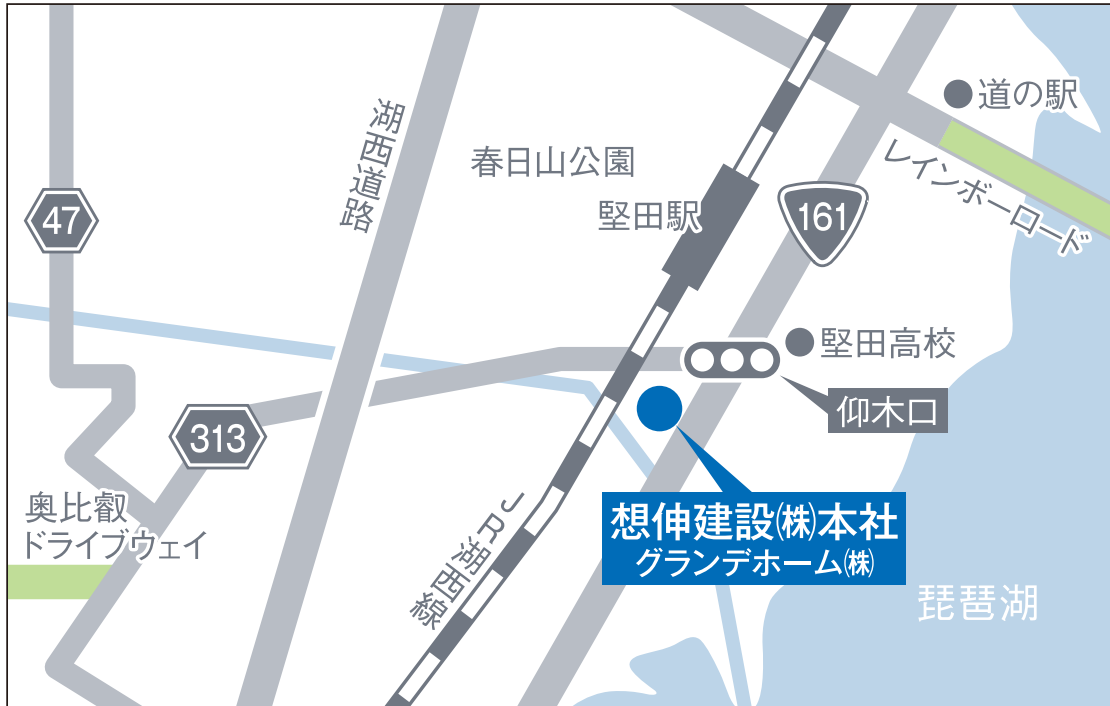 道の駅
湖西道路
春日山公園
レインボーロード
47
堅田駅
161
堅田高校
仰木口
313
奥比叡
ドライブウェイ
JR湖西線
想伸建設㈱本社
グランデホーム㈱
琵琶湖